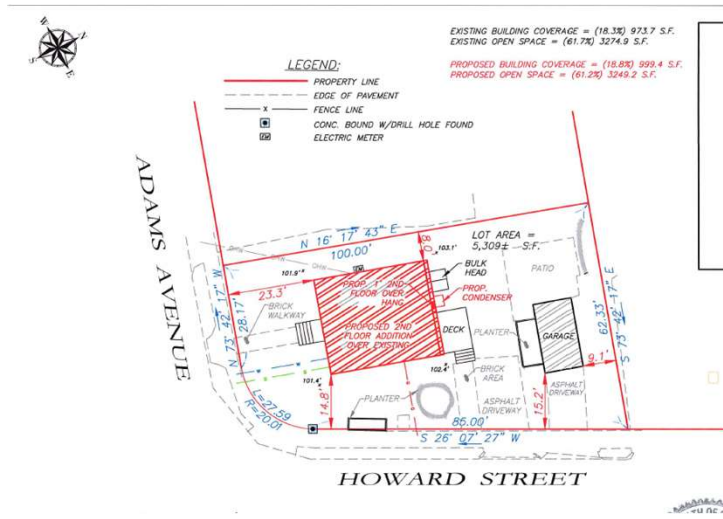 EXISTING BUILDING COVERAGE = (18.3%) 973.7 S.F.
EXISTING OPEN SPACE = (61.7%) 3274.9 S.F.
PROPOSED BUILDING COVERAGE = (18.8%) 999.4 S.F.
PROPOSED OPEN SPACE = (61.2%) 3249.2 S.F.
W
N
S
E
LEGEND:
PROPERTY LINE
EDGE OF PAVEMENT
x
FENCE LINE
CONC. BOUND W/DRILL HOLE FOUND
EM
ELECTRIC METER
ADAMS AVENUE
N 16° 17' 43" E
100.00'
LOT AREA =
5,309± S.F.
8.0'
103.1'
BULK
HEAD
PROP.
CONDENSER
PATIO
OHW
101.9'
23.3'
PROP. 1' 2ND
FLOOR OVER
HANG
PROPOSED 2ND
FLOOR ADDITION
OVER EXISTING
DECK
PLANTER
GARAGE
62.33'
S 73° 42' 17" E
N 73° 42' 17" W
28.17'
BRICK
WALKWAY
9.1'
102.4'
BRICK
AREA
ASPHALT
DRIVEWAY
ASPHALT
DRIVEWAY
101.4'
14.8'
15.2'
PLANTER
L=27.59
R=20.01
85.00'
S 26° 07' 27" W
HOWARD STREET